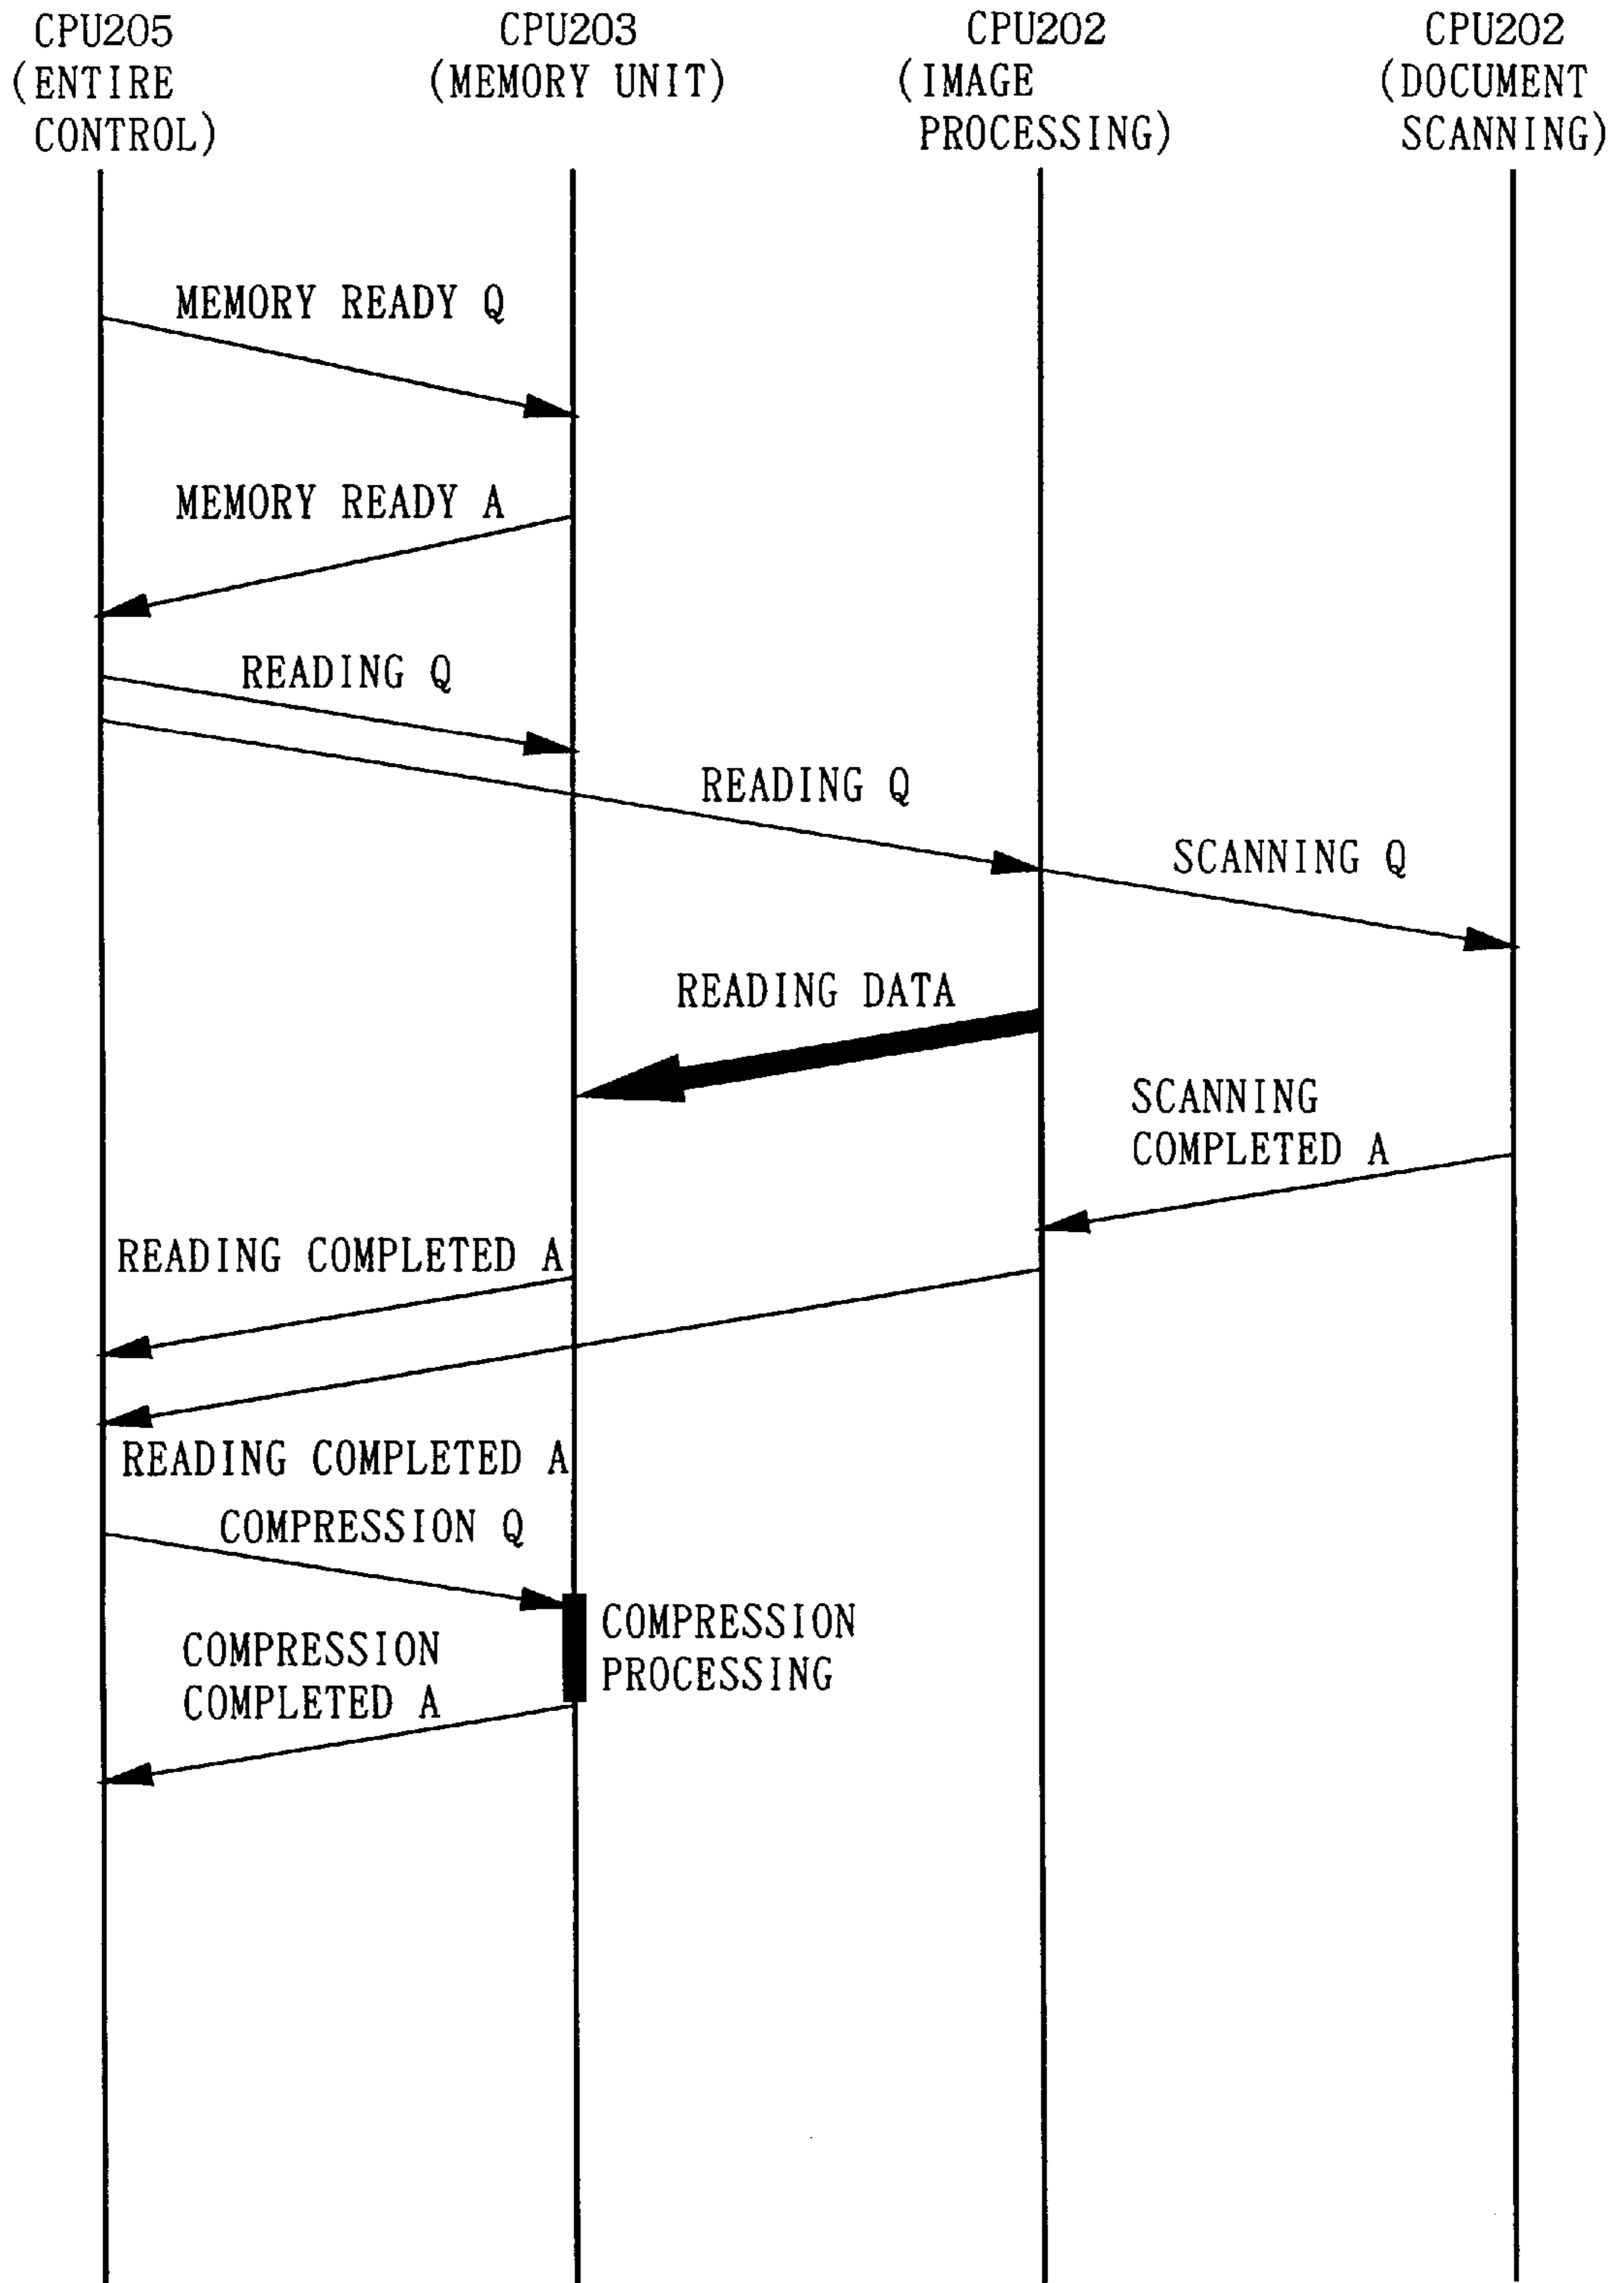 CPU205
(ENTIRE
CONTROL)
CPU203
(MEMORY UNIT)
CPU202
(IMAGE
PROCESSING)
CPU202
(DOCUMENT
SCANNING)
MEMORY READY Q
MEMORY READY A
READING Q
READING Q
SCANNING Q
READING DATA
SCANNING
COMPLETED A
READING COMPLETED A
READING COMPLETED A
COMPRESSION Q
COMPRESSION
PROCESSING
COMPRESSION
COMPLETED A